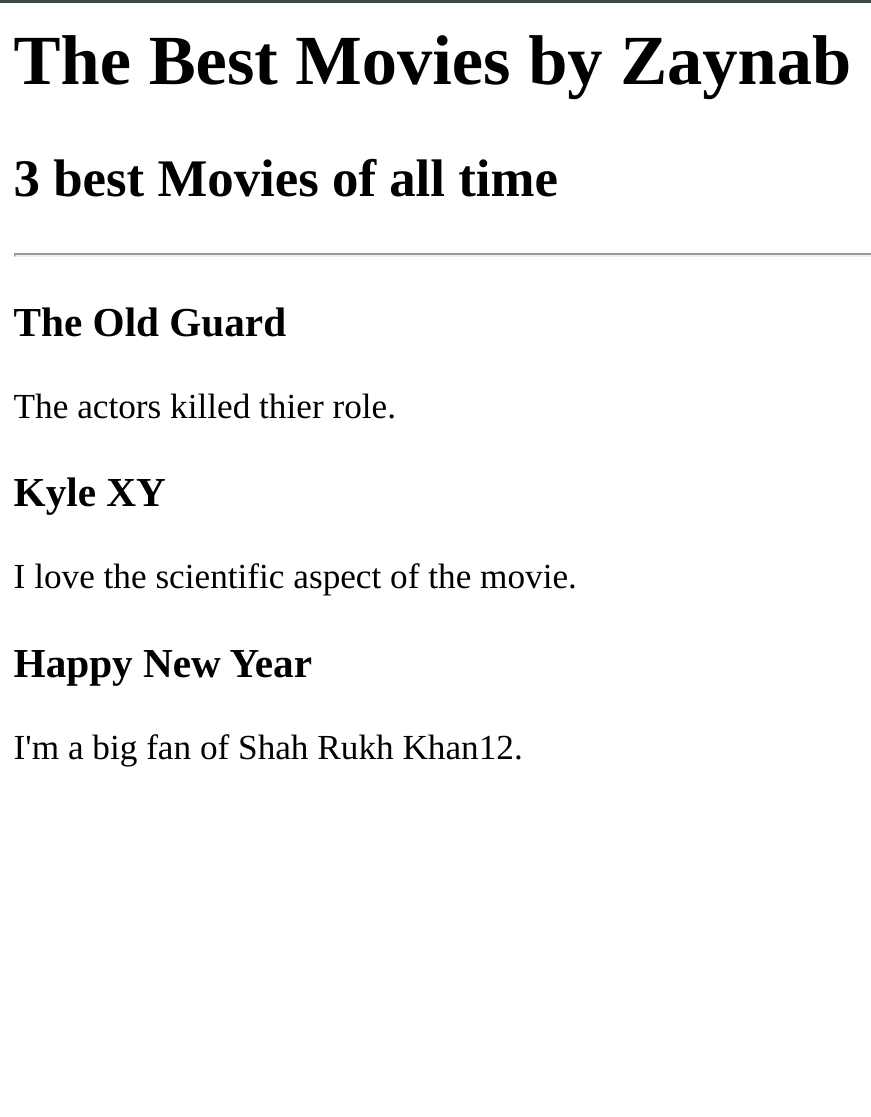 The Best Movies by Zaynab
3 best Movies of all time
The Old Guard
The actors killed thier role.
Kyle XY
I love the scientific aspect of the movie.
Happy New Year
I'm a big fan of Shah Rukh Khan12.